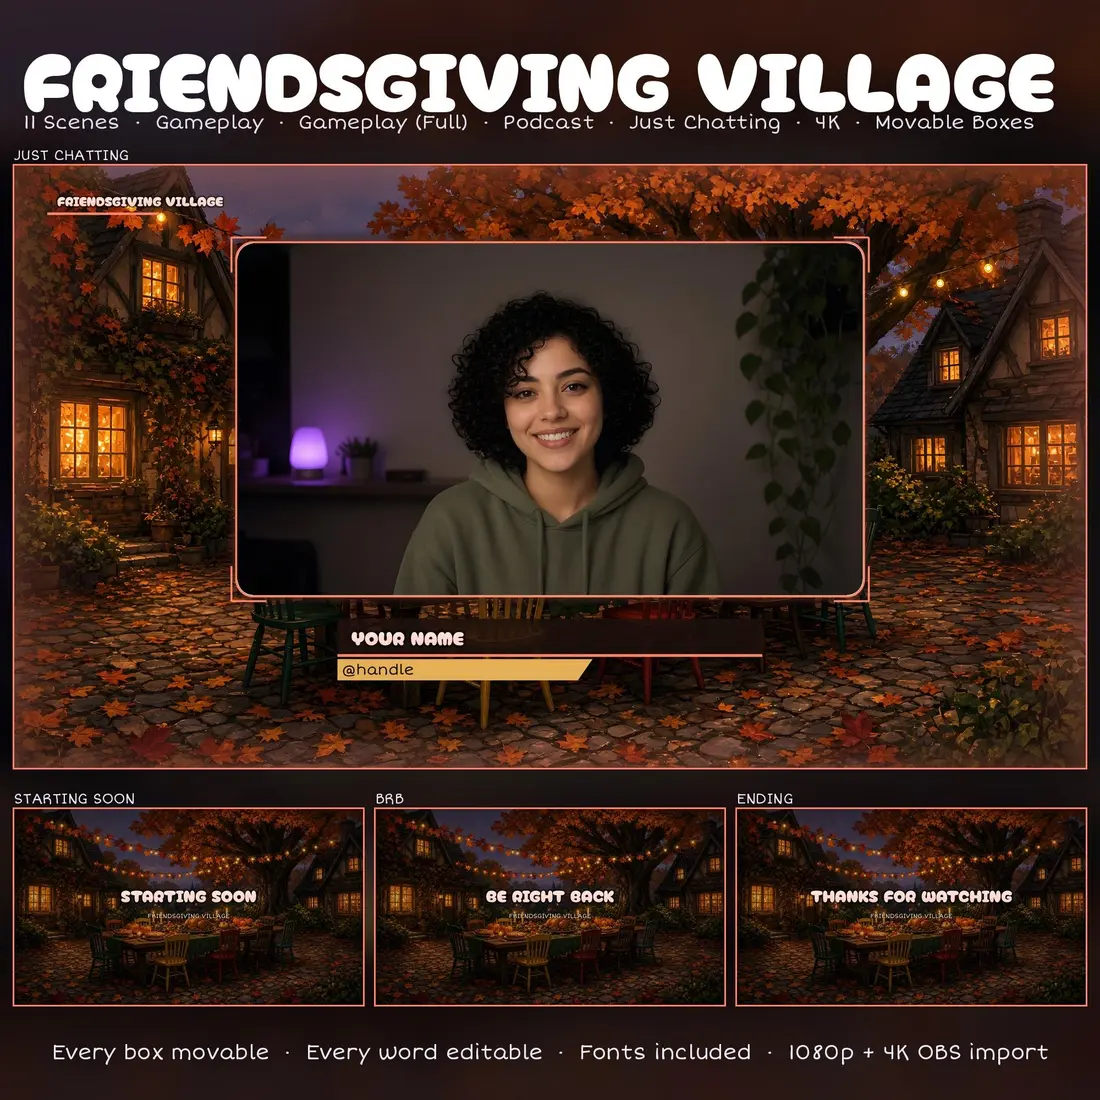 FRIENDSGIVING VILLAGE
11 Scenes · Gameplay · Gameplay (Full) · Podcast · Just Chatting · 4K · Movable Boxes
JUST CHATTING
FRIENDSGIVING VILLAGE
YOUR NAME
@handle
STARTING SOON
BRB
ENDING
STARTING SOON
FRIENDSGIVING VILLAGE
BE RIGHT BACK
FRIENDSGIVING VILLAGE
THANKS FOR WATCHING
FRIENDSGIVING VILLAGE
Every box movable · Every word editable · Fonts included · 1080p + 4K OBS import